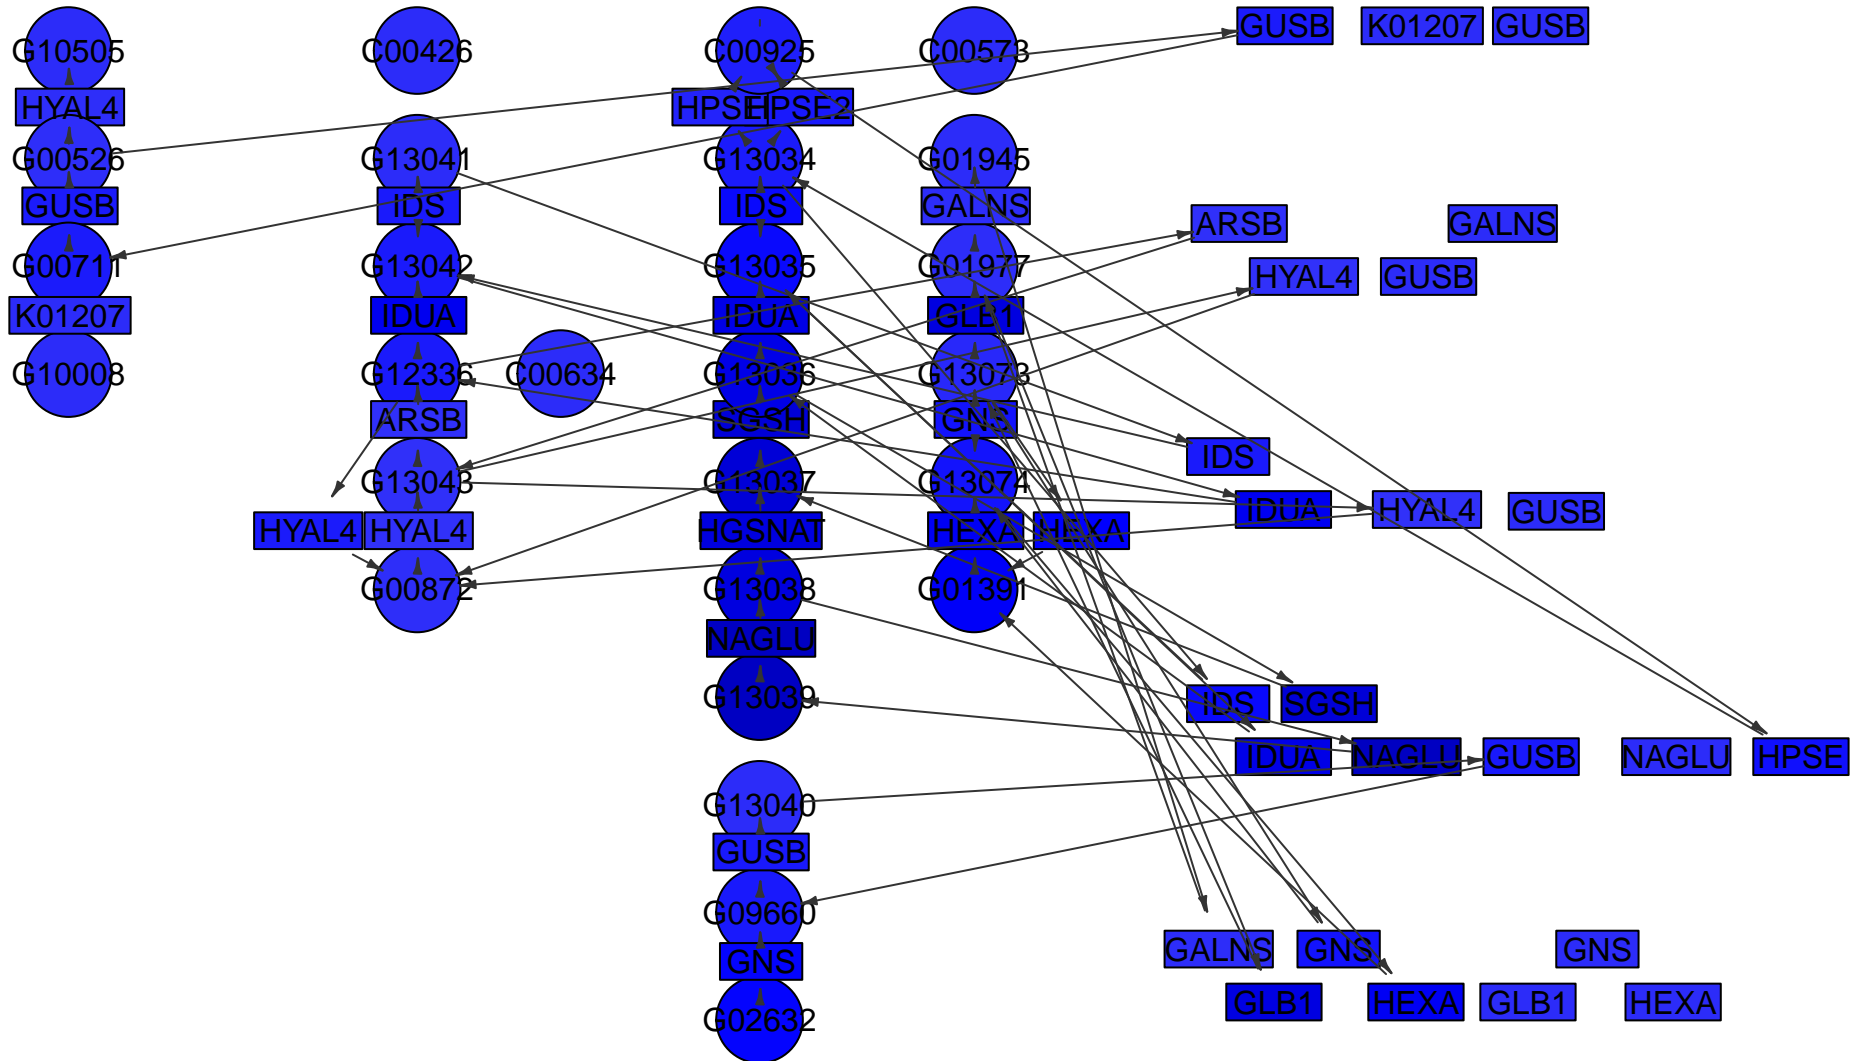 G10505
C00426
C00925
C00573
GUSB
K01207
GUSB
HYAL4
HPSE
HPSE2
G00526
G13041
G13034
G01945
GUSB
IDS
IDS
GALNS
ARSB
GALNS
G00711
G13042
G13035
G01977
HYAL4
GUSB
K01207
IDUA
IDUA
GLB1
G10008
G12336
C00634
G13036
G13073
ARSB
SGSH
GNS
IDS
G13043
G13037
G13074
IDUA
HYAL4
GUSB
HYAL4
HYAL4
HGSNAT
HEXA
HEXA
G00872
G13038
G01391
NAGLU
G13039
IDS
SGSH
IDUA
NAGLU
GUSB
NAGLU
HPSE
G13040
GUSB
G09660
GALNS
GNS
GNS
GNS
GLB1
HEXA
GLB1
HEXA
G02632